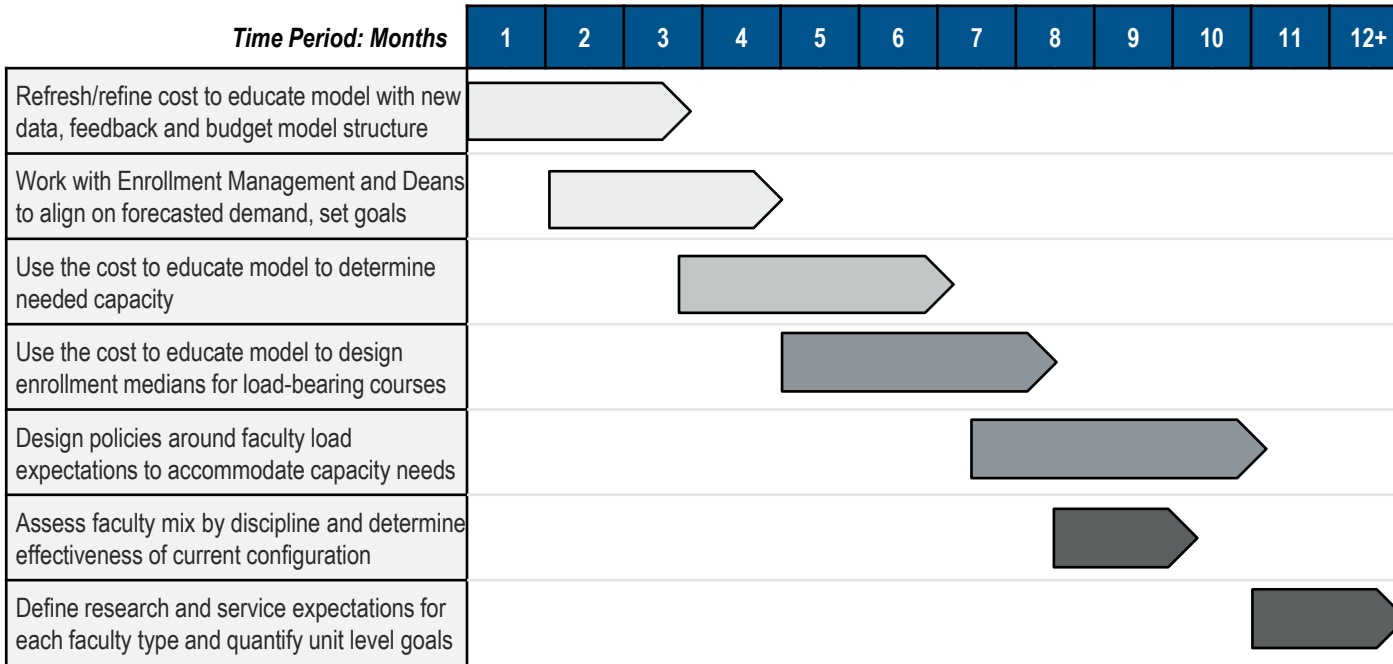 Time Period: Months 1 2 3 4 5 6 7 8 9 10 11 12+
Refresh/refine cost to educate model with new
data, feedback and budget model structure
Work with Enrollment Management and Deans
to align on forecasted demand, set goals
Use the cost to educate model to determine
needed capacity
Use the cost to educate model to design
enrollment medians for load-bearing courses
Design policies around faculty load
expectations to accommodate capacity needs
Assess faculty mix by discipline and determine
effectiveness of current configuration
Define research and service expectations for
each faculty type and quantify unit level goals